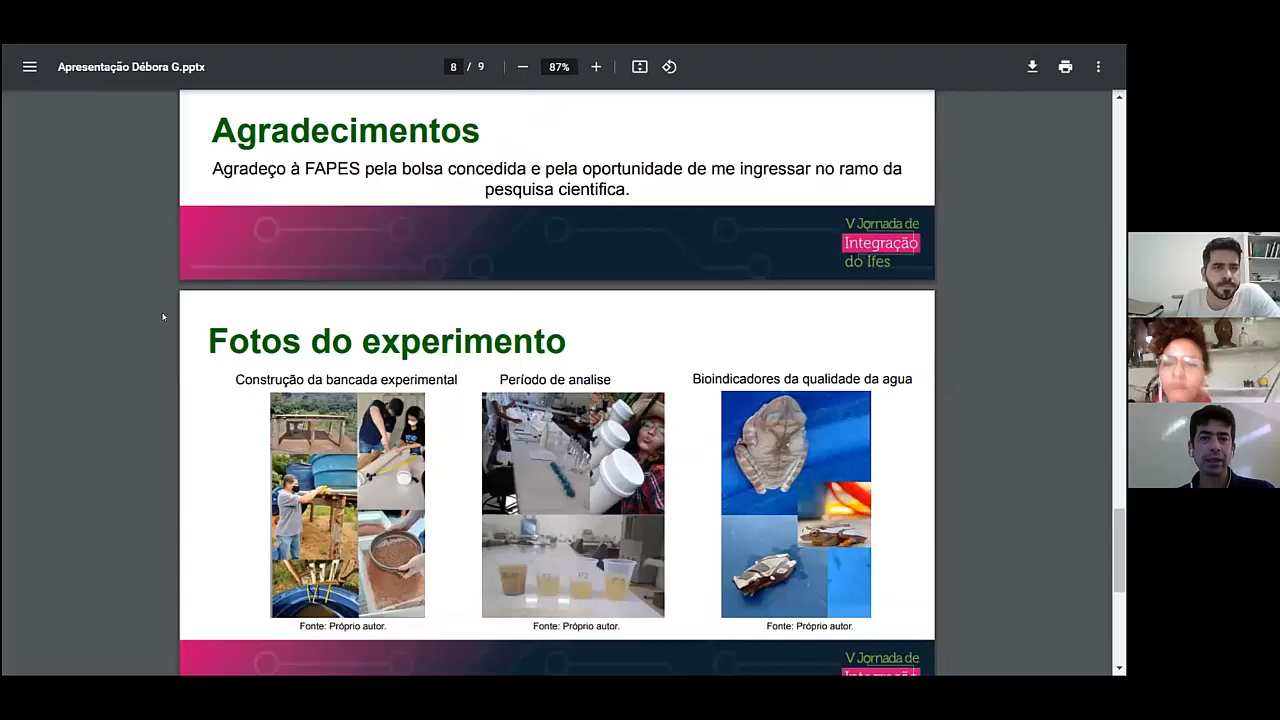 Apresentação Débora G.pptx
8 / 9
87%
Agradecimentos
Agradeço à FAPES pela bolsa concedida e pela oportunidade de me ingressar no ramo da
pesquisa cientifica.
V Jornada de
Integração
do Ifes
Fotos do experimento
Construção da bancada experimental
Período de analise
Bioindicadores da qualidade da agua
Fonte: Próprio autor.
Fonte: Próprio autor.
Fonte: Próprio autor.
V Jornada de
Integração